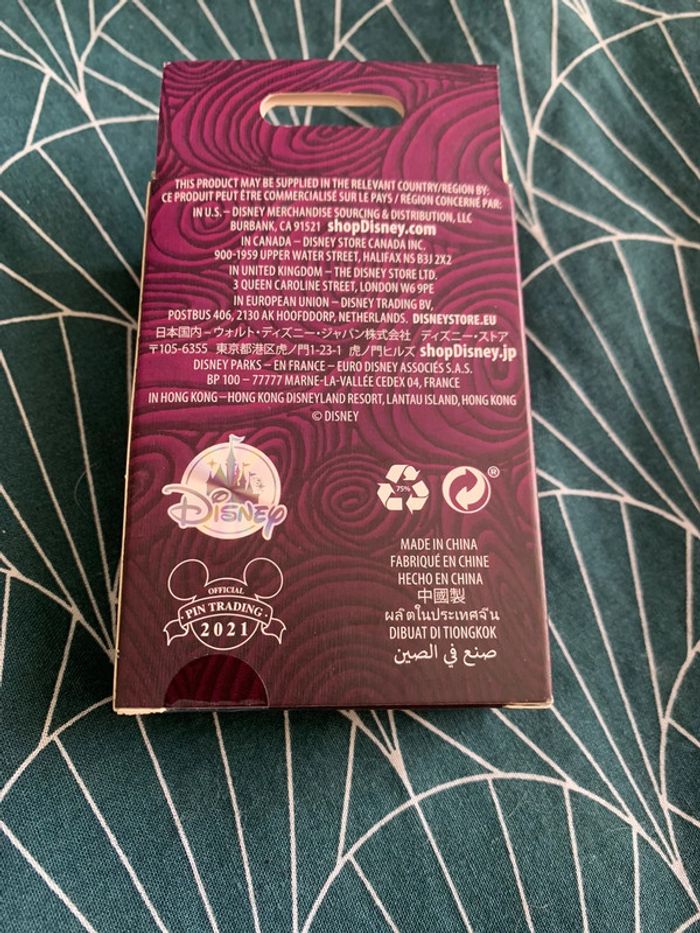 THIS PRODUCT MAY BE SUPPLIED IN THE RELEVANT COUNTRY/REGION BY:
CE PRODUIT PEUT ÊTRE COMMERCIALISÉ SUR LE PAYS / RÉGION CONCERNÉ PAR:
IN U.S. – DISNEY MERCHANDISE SOURCING & DISTRIBUTION, LLC
BURBANK, CA 91521 shopDisney.com
IN CANADA – DISNEY STORE CANADA INC.
900-1959 UPPER WATER STREET, HALIFAX NS B3J 2X2
IN UNITED KINGDOM – THE DISNEY STORE LTD.
3 QUEEN CAROLINE STREET, LONDON W6 9PE
IN EUROPEAN UNION – DISNEY TRADING BV,
POSTBUS 406, 2130 AK HOOFDDORP, NETHERLANDS. DISNEYSTORE.EU
日本国内 – ウォルト・ディズニー・ジャパン株式会社 ディズニー・ストア
〒105-6355 東京都港区虎ノ門1-23-1 虎ノ門ヒルズ shopDisney.jp
DISNEY PARKS – EN FRANCE – EURO DISNEY ASSOCIÉS S.A.S.
BP 100 – 77777 MARNE-LA-VALLÉE CEDEX 04, FRANCE
IN HONG KONG – HONG KONG DISNEYLAND RESORT, LANTAU ISLAND, HONG KONG
© DISNEY
Disney
75%
®
OFFICIAL
PIN TRADING
2021
MADE IN CHINA
FABRIQUÉ EN CHINE
HECHO EN CHINA
中國製
ผลิตในประเทศจีน
DIBUAT DI TIONGKOK
صنع في الصين